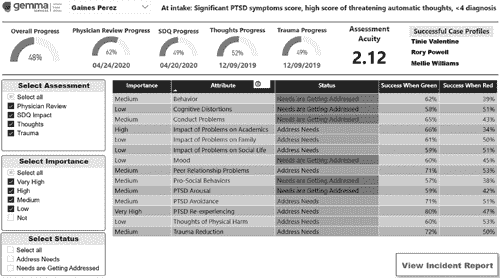 gemma
Gaines Perez
At intake: Significant PTSD symptoms score, high score of threatening automatic thoughts, <4 diagnosis
Overall Progress
48%
Physician Review Progress
62%
04/24/2020
SDQ Progress
49%
04/20/2020
Thoughts Progress
52%
12/09/2019
Trauma Progress
49%
12/09/2019
Assessment
Acuity
2.12
Successful Case Profiles
Tinie Valentine
Rory Powell
Mellie Williams
Select Assessment
Select all
Physician Review
SDQ Impact
Thoughts
Trauma
Select Importance
Select all
Very High
High
Medium
Low
Not
Select Status
Select all
Address Needs
Needs are Getting Addressed
Importance Attribute Status Success When Green Success When Red
Medium Behavior Needs are Getting Addressed 62% 39%
Low Cognitive Distortions Needs are Getting Addressed 58% 51%
Medium Conduct Problems Needs are Getting Addressed 65% 43%
High Impact of Problems on Academics Address Needs 66% 34%
Low Impact of Problems on Family Address Needs 61% 50%
Low Impact of Problems on Social Life Address Needs 59% 51%
Low Mood Needs are Getting Addressed 60% 45%
Medium Peer Relationship Problems Address Needs 71% 53%
Low Pro-Social Behaviors Needs are Getting Addressed 57% 38%
Medium PTSD Arousal Needs are Getting Addressed 59% 42%
Medium PTSD Avoidance Address Needs 71% 51%
Very High PTSD Re-experiencing Address Needs 80% 47%
Low Thoughts of Physical Harm Address Needs 60% 53%
Medium Trauma Reduction Address Needs 72% 50%
View Incident Report